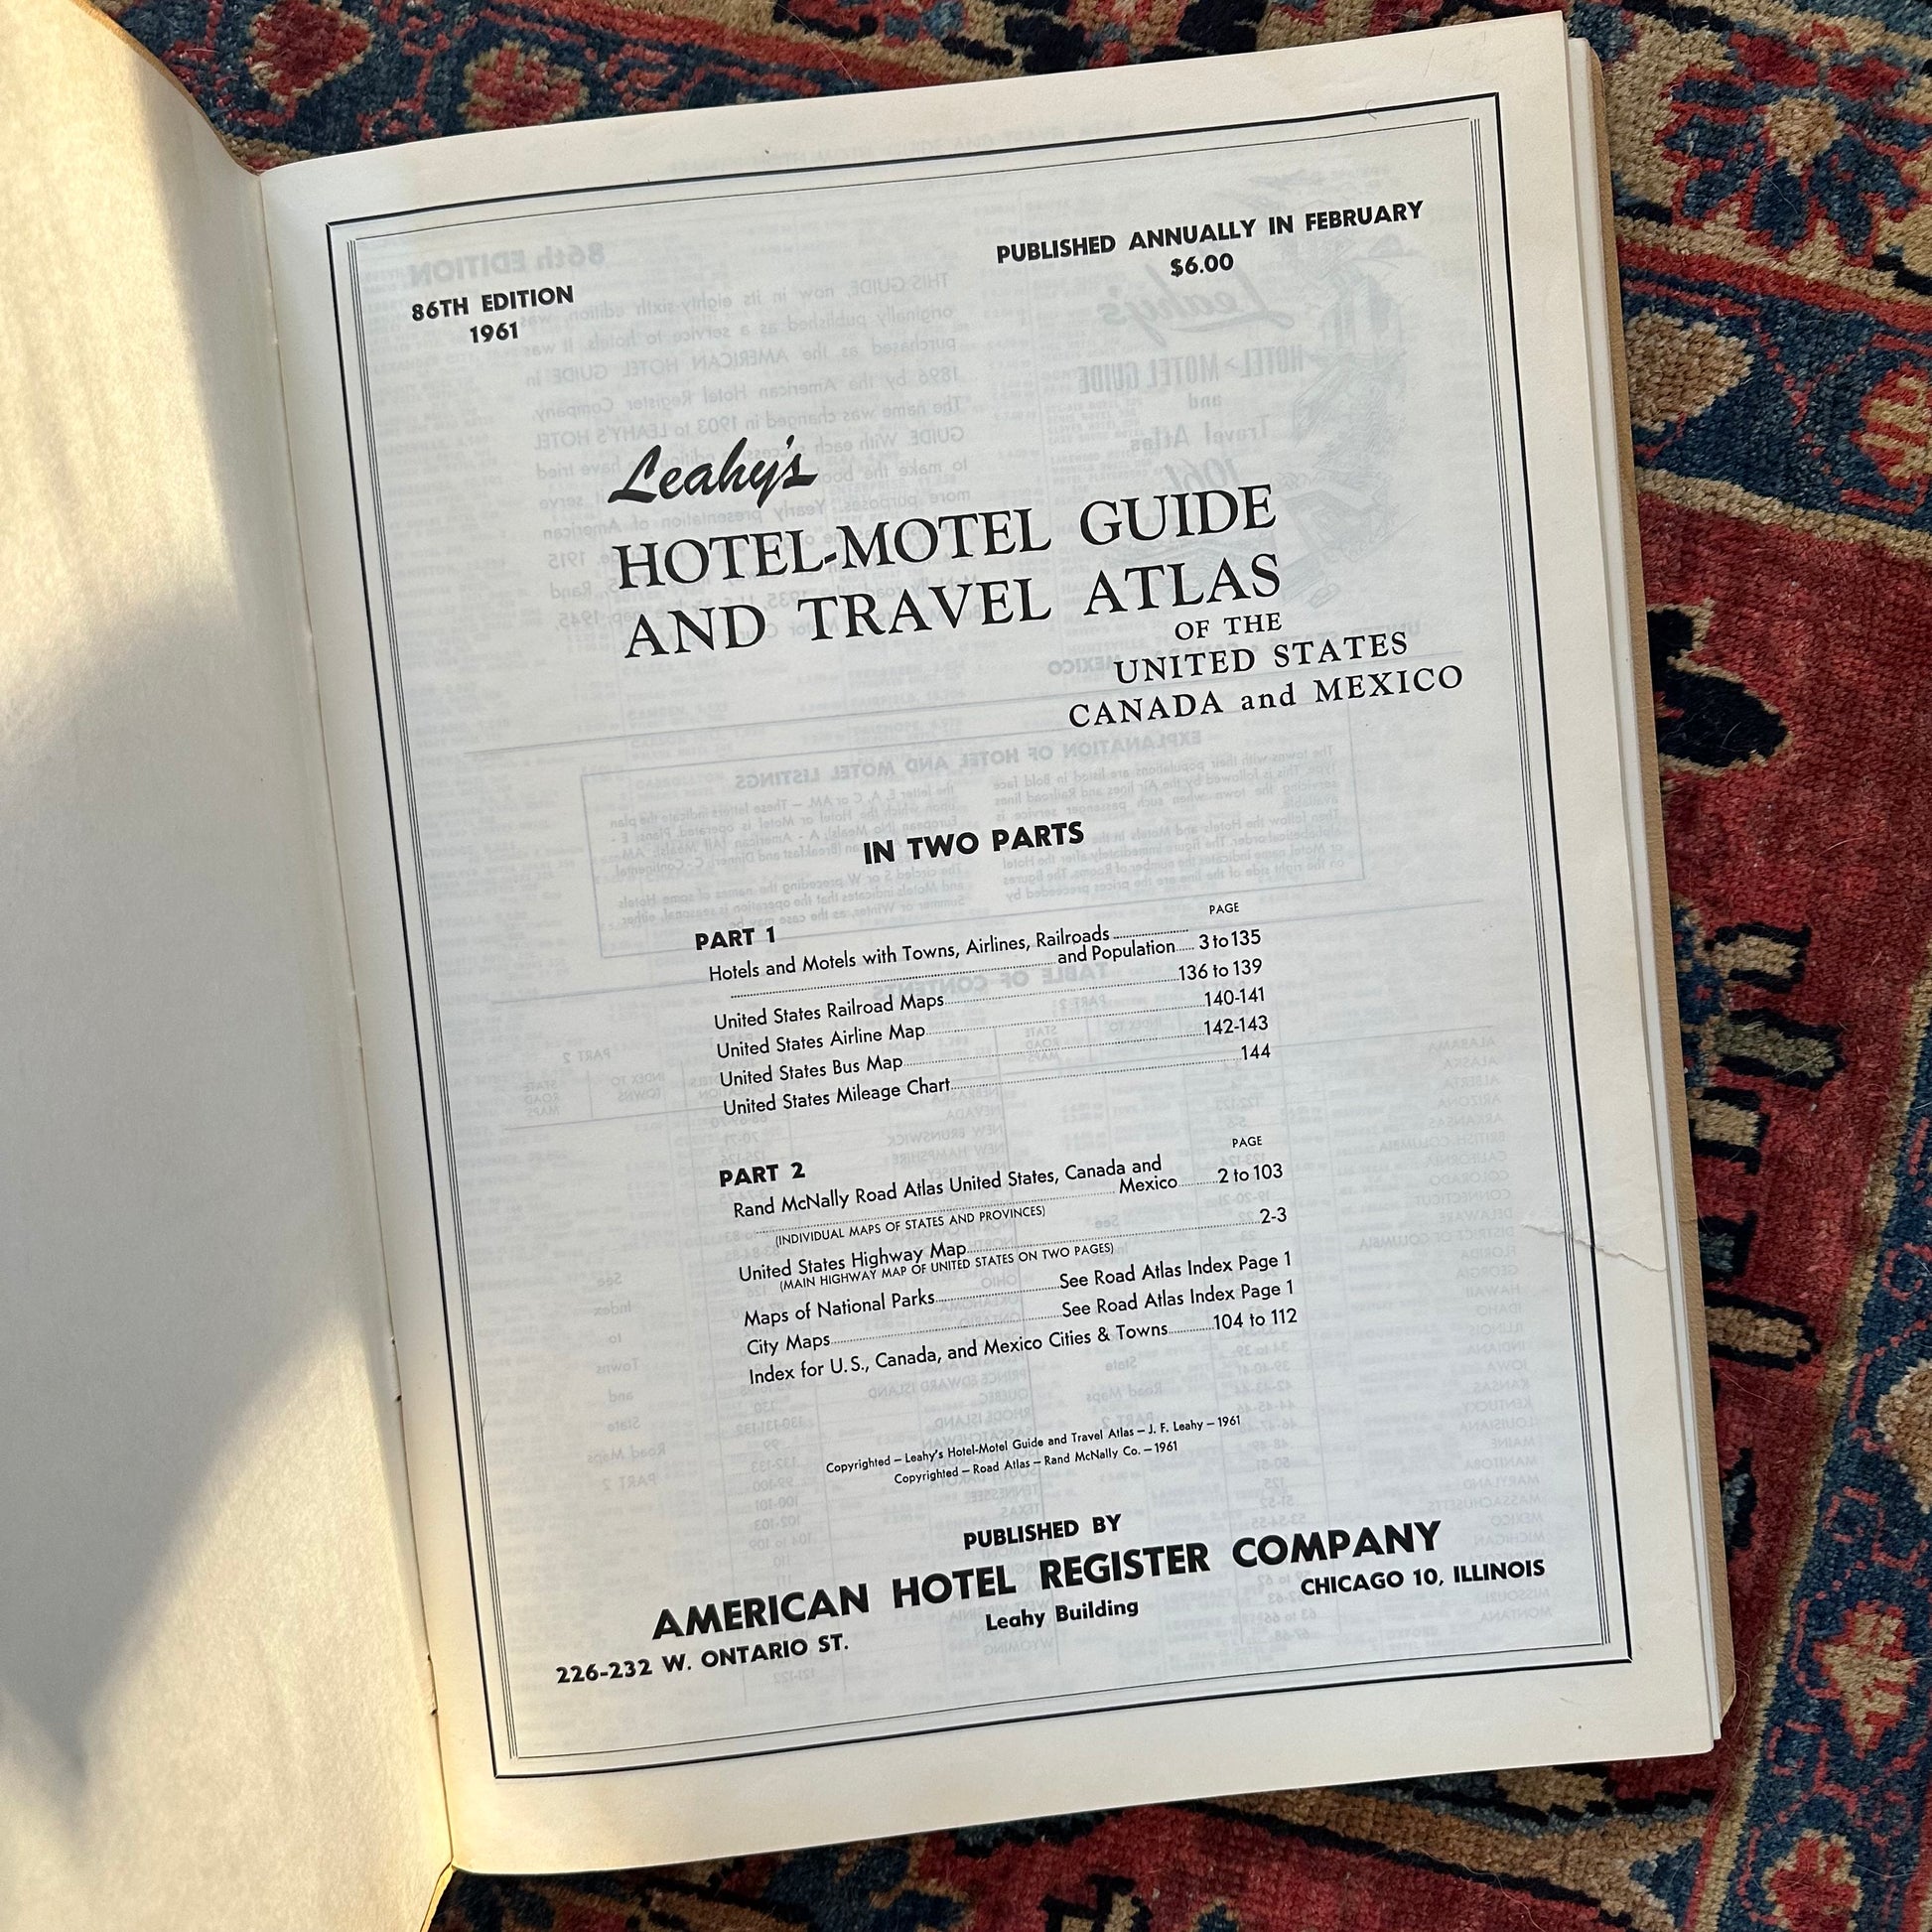 86TH EDITION
1961
PUBLISHED ANNUALLY IN FEBRUARY
$6.00
Leahy's
HOTEL-MOTEL GUIDE
AND TRAVEL ATLAS
OF THE
UNITED STATES
CANADA and MEXICO
IN TWO PARTS
PAGE
PART 1
Hotels and Motels with Towns, Airlines, Railroads
and Population 3 to 135
United States Railroad Maps 136 to 139
United States Airline Map 140-141
United States Bus Map 142-143
United States Mileage Chart 144
PAGE
PART 2
Rand McNally Road Atlas United States, Canada and
Mexico 2 to 103
(INDIVIDUAL MAPS OF STATES AND PROVINCES)
United States Highway Map 2-3
(MAIN HIGHWAY MAP OF UNITED STATES ON TWO PAGES)
Maps of National Parks See Road Atlas Index Page 1
City Maps See Road Atlas Index Page 1
Index for U.S., Canada, and Mexico Cities & Towns 104 to 112
Copyrighted – Leahy's Hotel-Motel Guide and Travel Atlas – J. F. Leahy – 1961
Copyrighted – Road Atlas – Rand McNally Co. – 1961
PUBLISHED BY
AMERICAN HOTEL REGISTER COMPANY
226-232 W. ONTARIO ST. Leahy Building CHICAGO 10, ILLINOIS